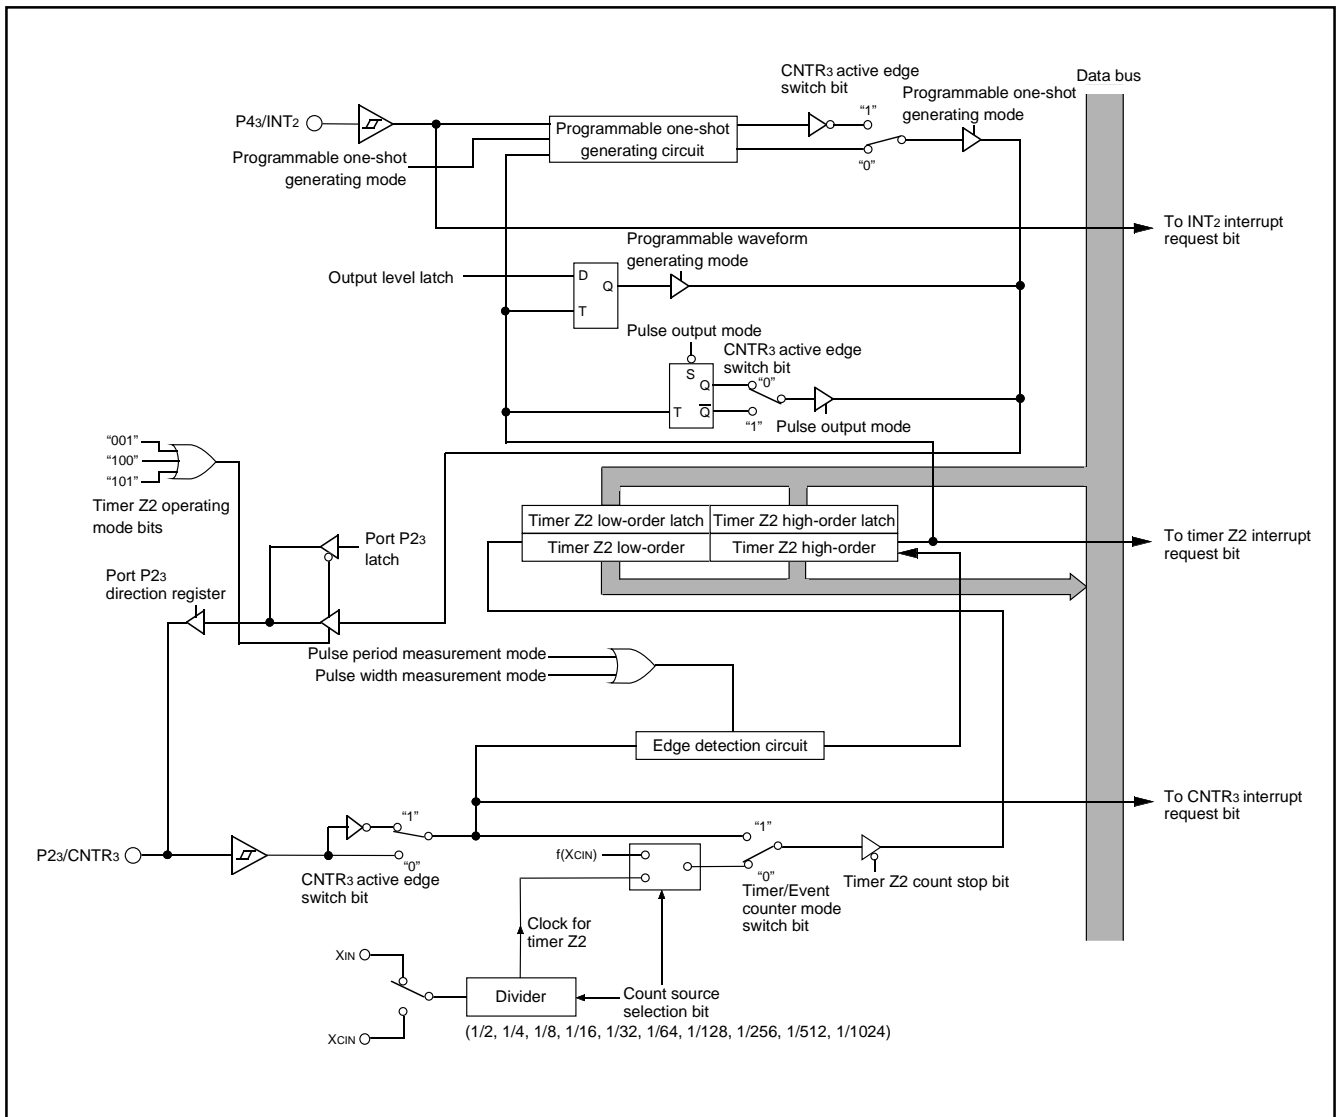 CNTR3 active edge
switch bit
Data bus
P43/INT2
“1”
Programmable one-shot
generating mode
Programmable one-shot
generating circuit
Programmable one-shot
generating mode
“0”
To INT2 interrupt
request bit
Programmable waveform
generating mode
Output level latch
D
Q
T
Pulse output mode
CNTR3 active edge
switch bit
S
Q
“0”
T
Q
“1”
Pulse output mode
“001”
“100”
“101”
Timer Z2 operating
mode bits
Timer Z2 low-order latch
Timer Z2 high-order latch
Timer Z2 low-order
Timer Z2 high-order
To timer Z2 interrupt
request bit
Port P23
latch
Port P23
direction register
Pulse period measurement mode
Pulse width measurement mode
Edge detection circuit
To CNTR3 interrupt
request bit
“1”
“1”
P23/CNTR3
“0”
CNTR3 active edge
switch bit
f(XCIN)
“0”
Timer/Event
counter mode
switch bit
Timer Z2 count stop bit
Clock for
timer Z2
XIN
Divider
Count source
selection bit
(1/2, 1/4, 1/8, 1/16, 1/32, 1/64, 1/128, 1/256, 1/512, 1/1024)
XCIN